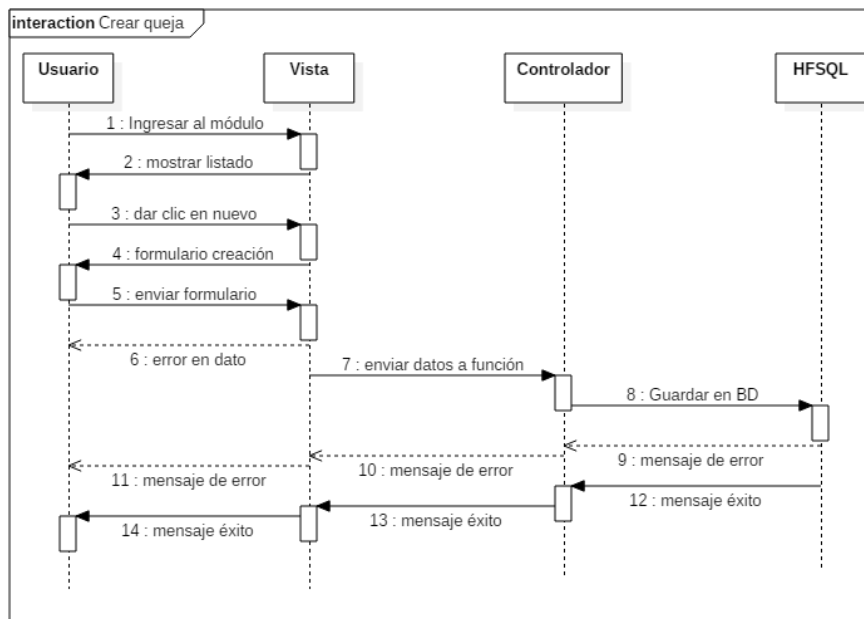 interaction Crear queja
Usuario
Vista
Controlador
HFSQL
1 : Ingresar al módulo
2 : mostrar listado
3 : dar clic en nuevo
4 : formulario creación
5 : enviar formulario
6 : error en dato
7 : enviar datos a función
8 : Guardar en BD
9 : mensaje de error
10 : mensaje de error
11 : mensaje de error
12 : mensaje éxito
13 : mensaje éxito
14 : mensaje éxito